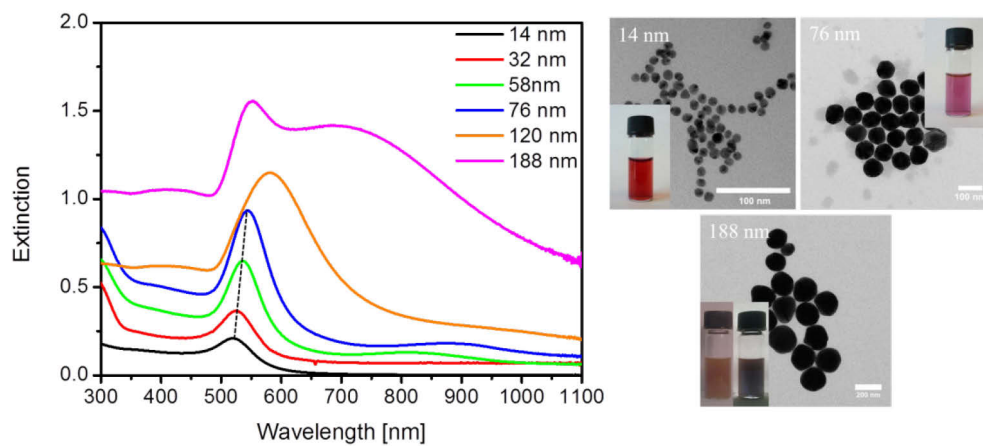 2.0
1.5
1.0
0.5
0.0
Extinction
300 400 500 600 700 800 900 1000 1100
Wavelength [nm]
14 nm
32 nm
58nm
76 nm
120 nm
188 nm
14 nm
100 nm
76 nm
100 nm
188 nm
200 nm